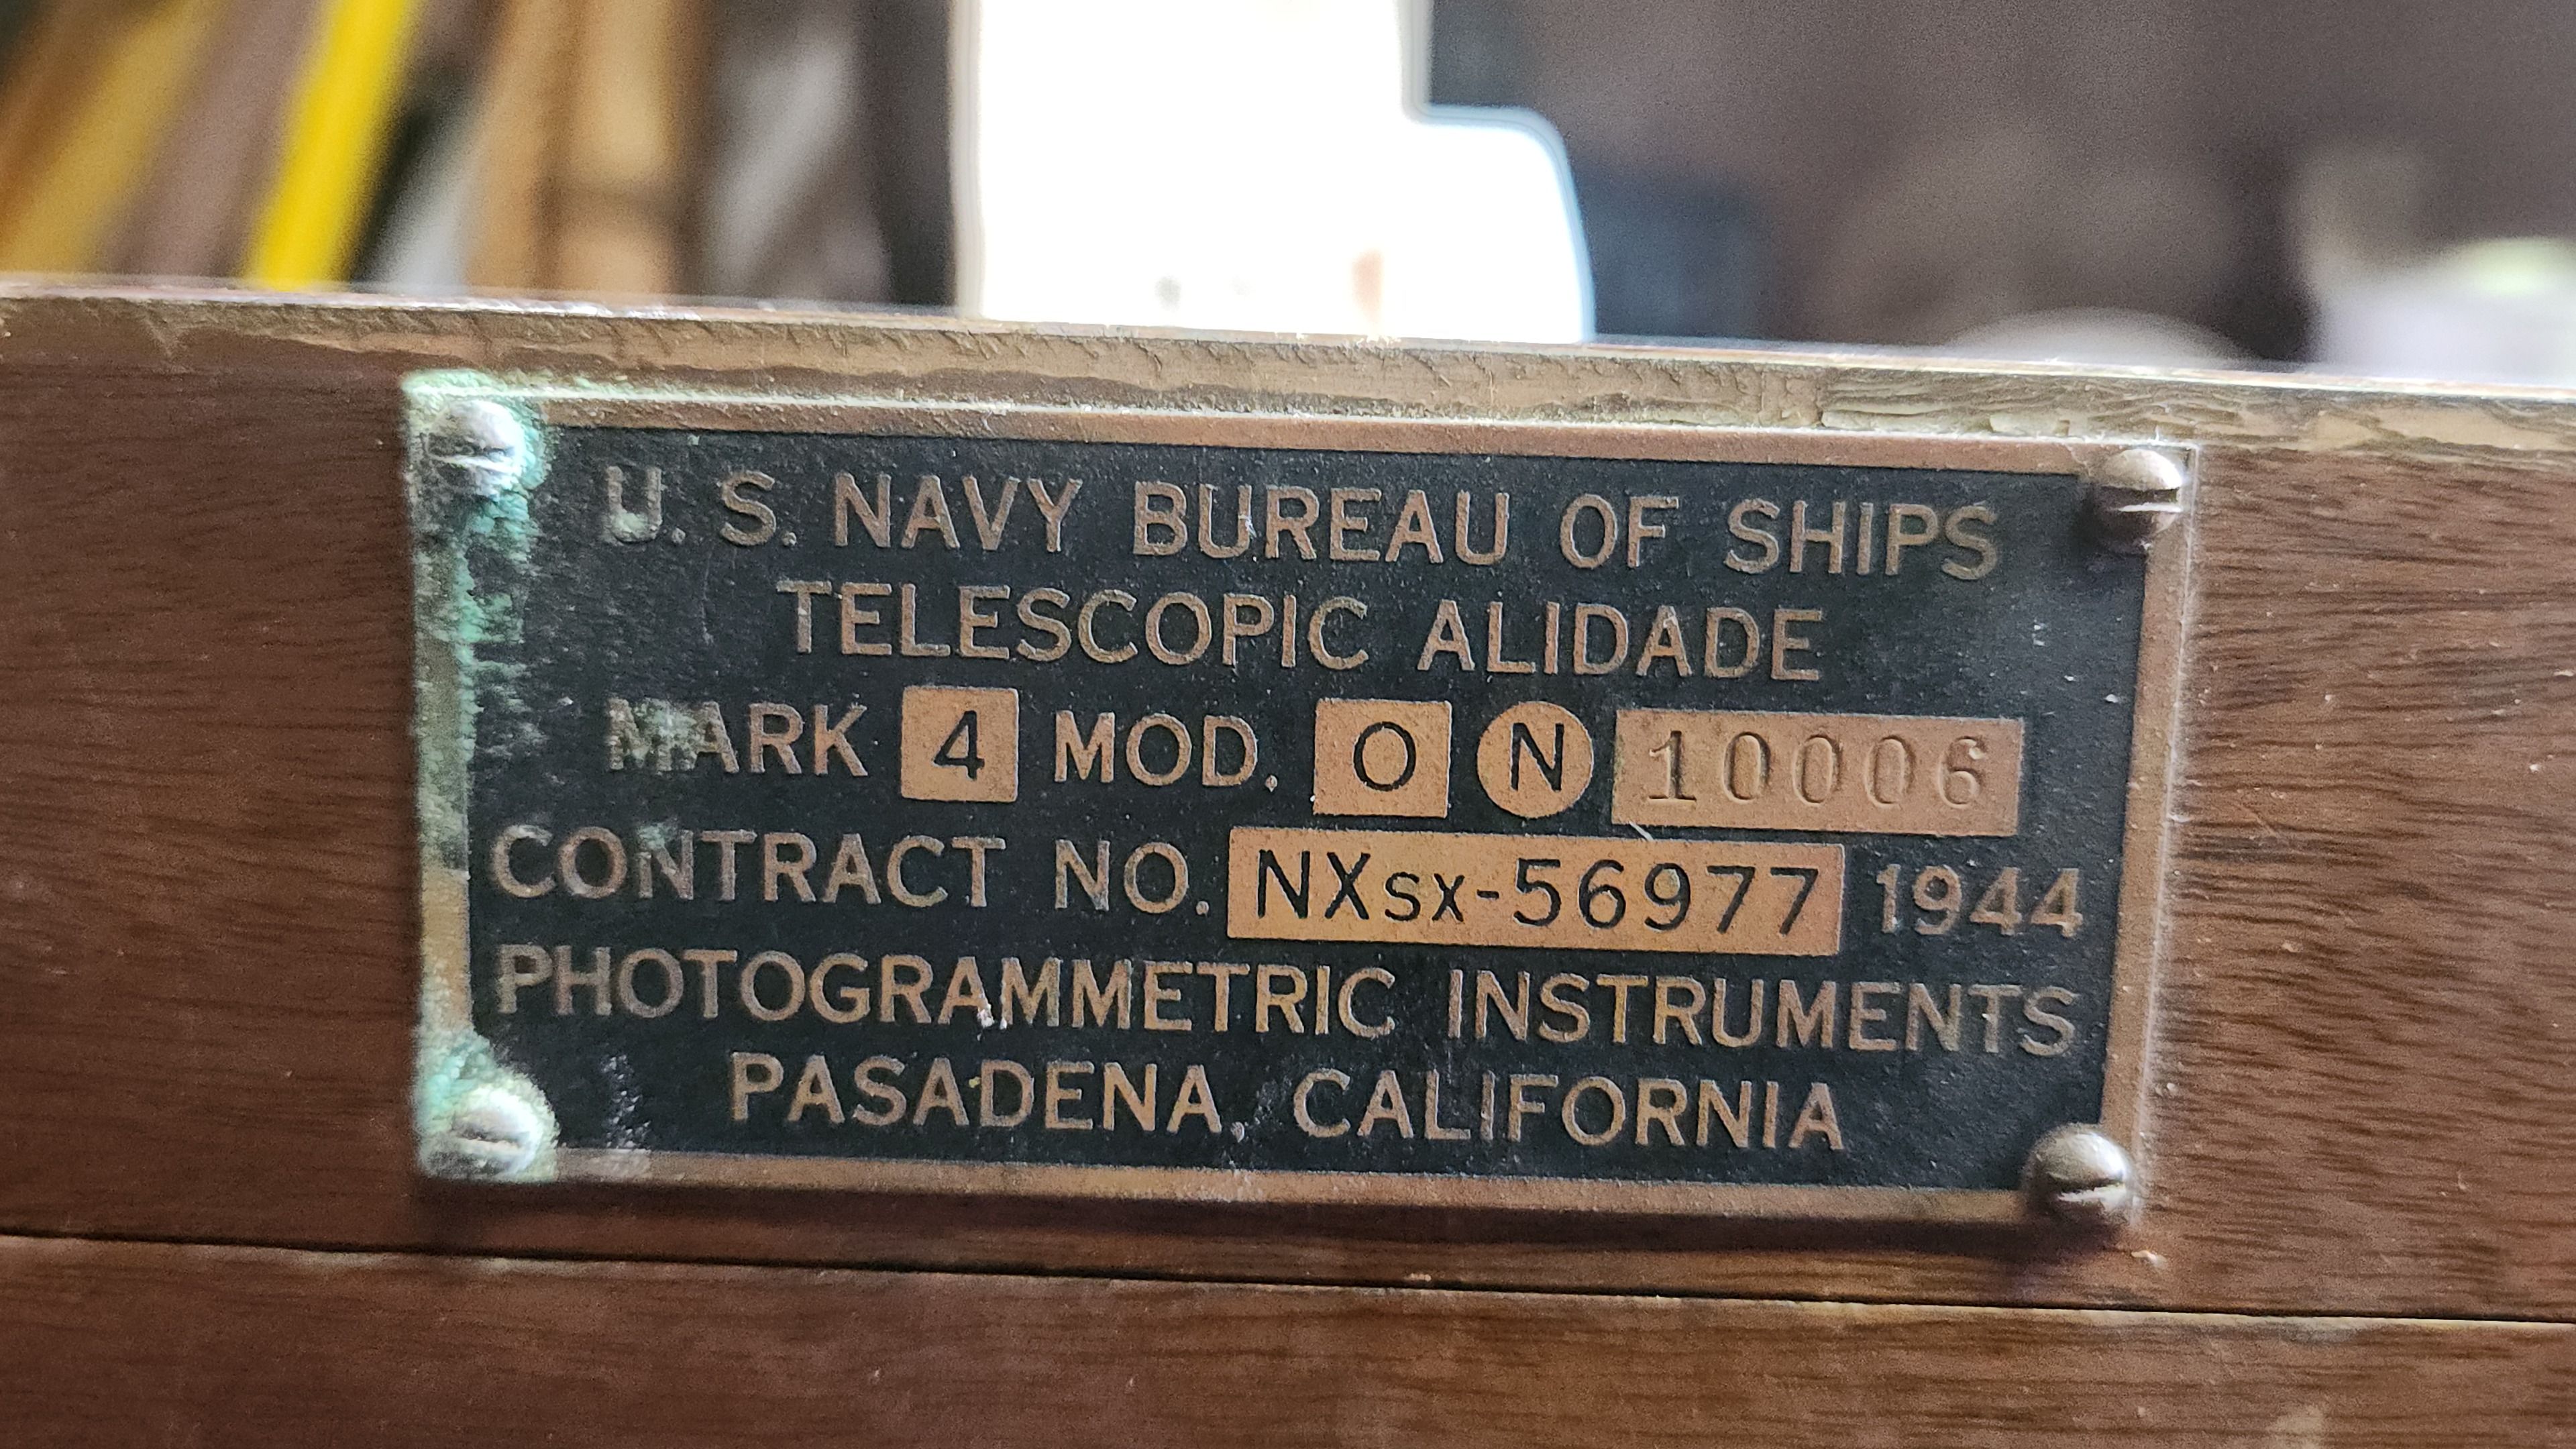 U. S. NAVY BUREAU OF SHIPS
TELESCOPIC ALIDADE
MARK 4 MOD. O N 10006
CONTRACT NO. NXsx-56977 1944
PHOTOGRAMMETRIC INSTRUMENTS
PASADENA, CALIFORNIA